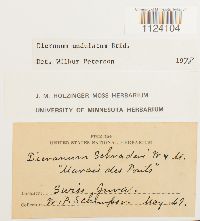 1124104
Dicranum undulatum Brid.
Det. Wilbur Peterson 1978
J. M. HOLZINGER MOSS HERBARIUM
UNIVERSITY OF MINNESOTA HERBARIUM
UNITED STATES NATIONAL HERBARIUM
Dicranum Schraderi W & M.
"Marais des Ponts"
Swiss, Jura.
W. P. Schimper. May 47.